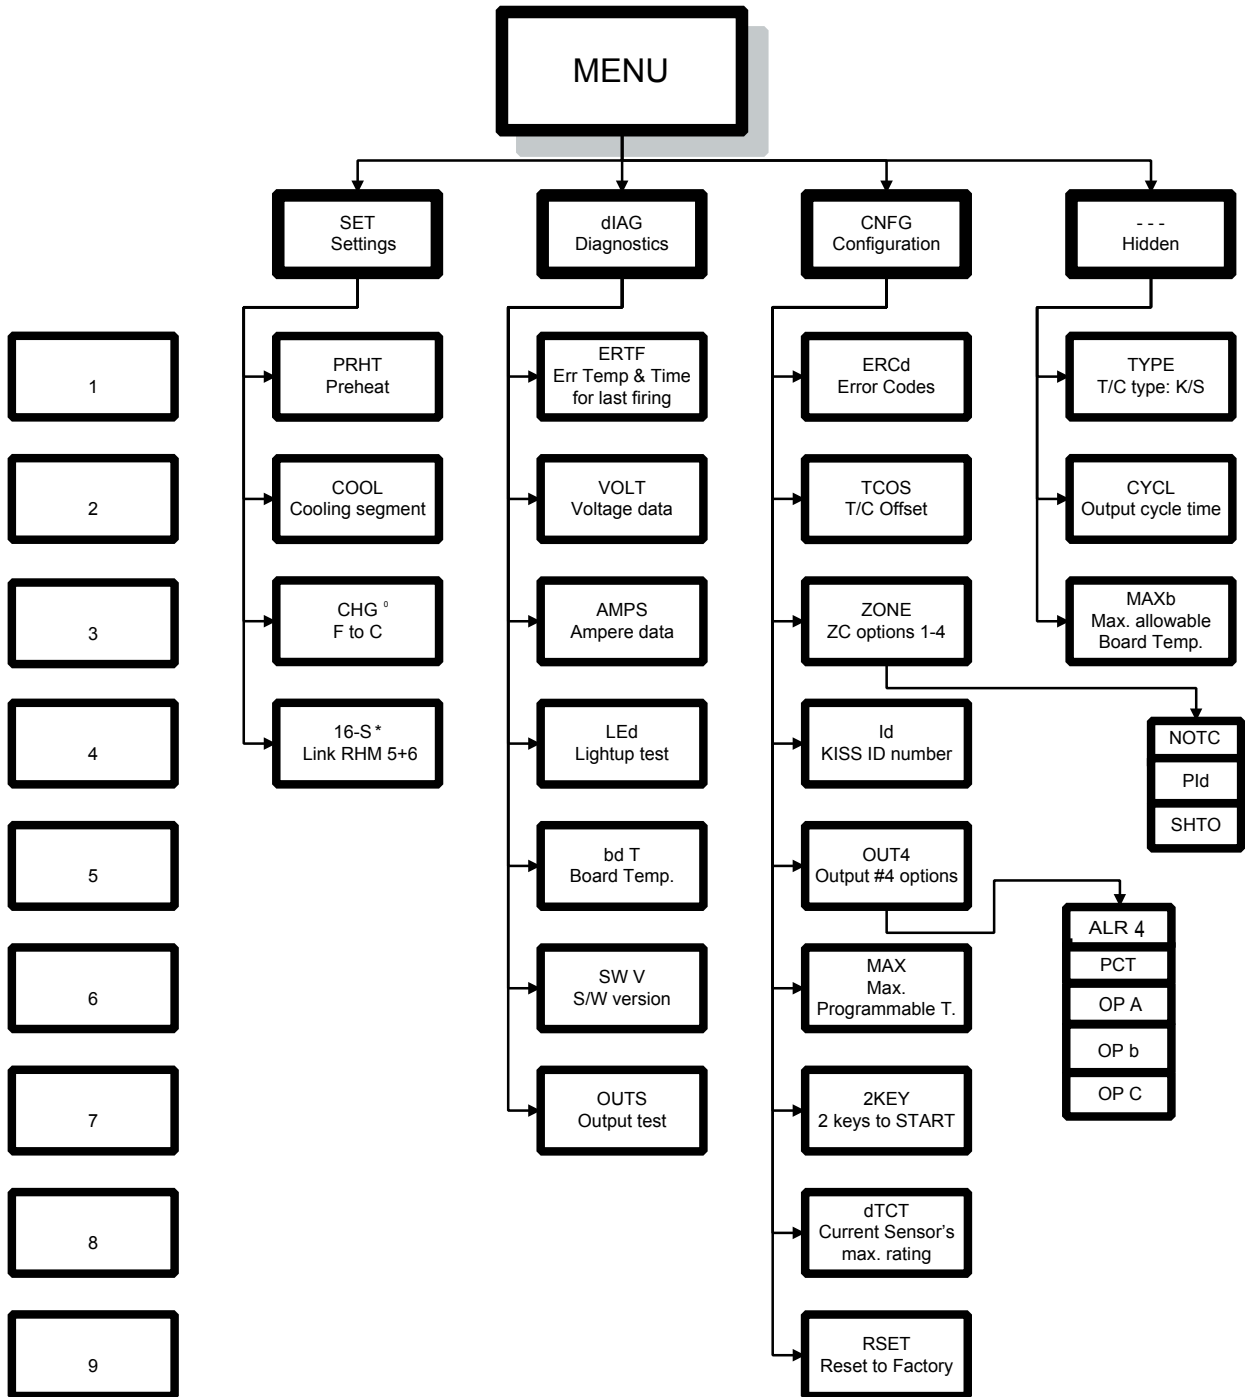 MENU
SET
Settings
dIAG
Diagnostics
CNFG
Configuration
- - -
Hidden
1
PRHT
Preheat
ERTF
Err Temp & Time
for last firing
ERCd
Error Codes
TYPE
T/C type: K/S
2
COOL
Cooling segment
VOLT
Voltage data
TCOS
T/C Offset
CYCL
Output cycle time
3
CHG °
F to C
AMPS
Ampere data
ZONE
ZC options 1-4
MAXb
Max. allowable
Board Temp.
4
16-S *
Link RHM 5+6
LEd
Lightup test
Id
KISS ID number
NOTC
PId
SHTO
5
bd T
Board Temp.
OUT4
Output #4 options
ALR 4
PCT
OP A
OP b
OP C
6
SW V
S/W version
MAX
Max.
Programmable T.
7
OUTS
Output test
2KEY
2 keys to START
8
dTCT
Current Sensor's
max. rating
9
RSET
Reset to Factory